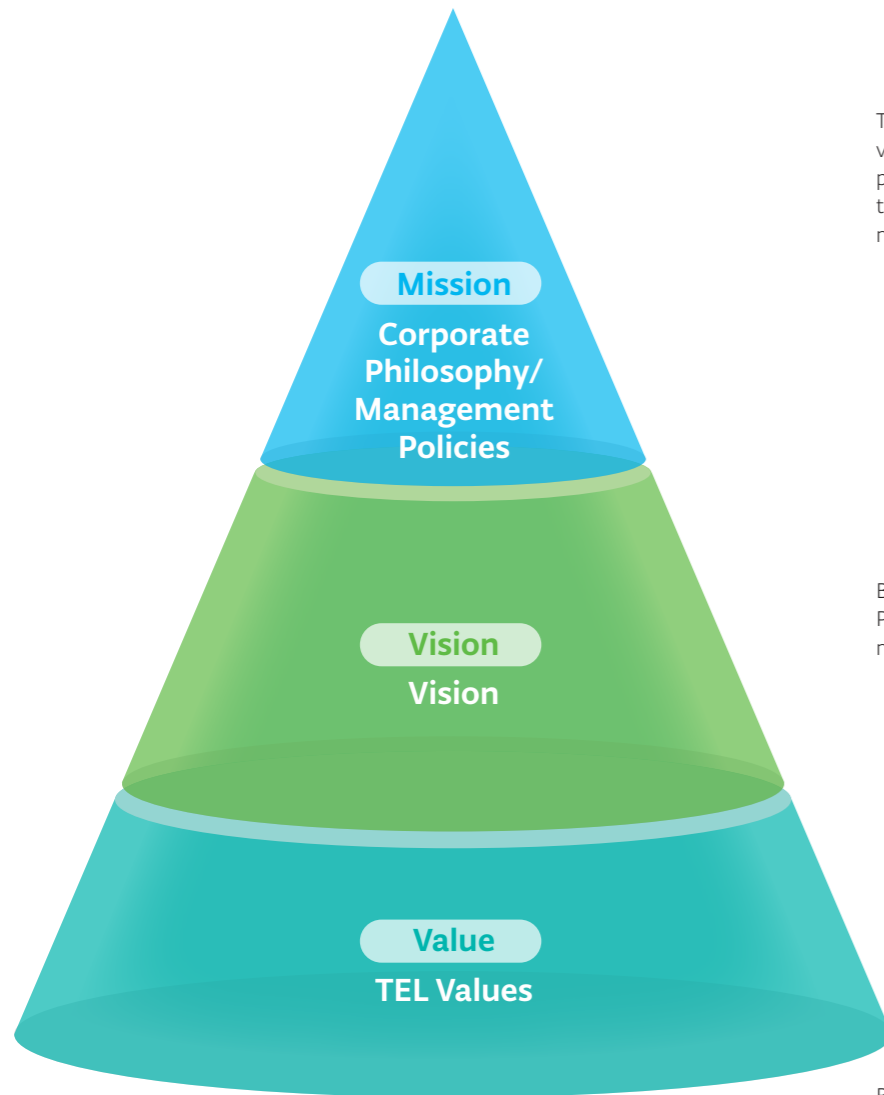 Mission
Corporate
Philosophy/
Management
Policies
Vision
Vision
Value
TEL Values